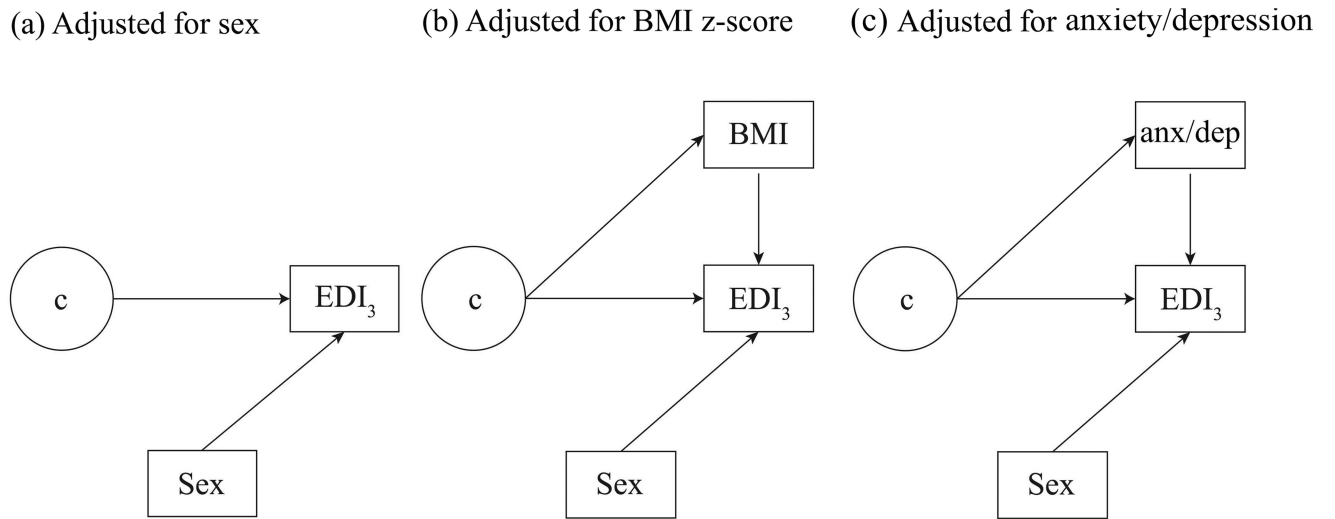 (a) Adjusted for sex
(b) Adjusted for BMI z-score
(c) Adjusted for anxiety/depression
BMI
anx/dep
c
EDI₃
c
EDI₃
c
EDI₃
Sex
Sex
Sex